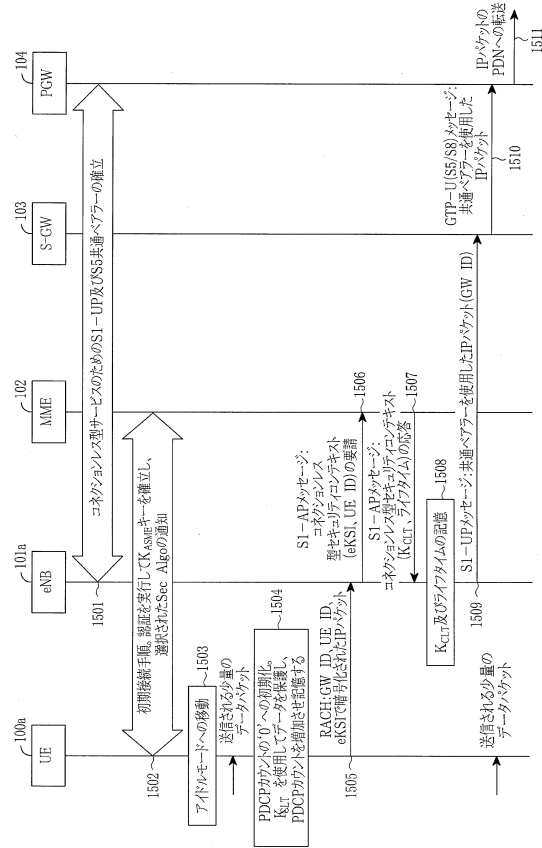 100a
UE
101a
eNB
102
MME
103
S-GW
104
PGW
コネクションレス型サービスのためのS1-UP及びS5共通ベアラーの確立
1501
初期接続手順。認証を実行してKASMEキーを確立し、
選択されたSec Algoの通知
1502
アイドルモードへの移動
1503
送信される少量の
データパケット
PDCPカウントの'0'への初期化。
KSLTを使用してデータを保護し、
PDCPカウントを増加させ記憶する
1504
RACH:GW ID、UE ID、
eKSIで暗号化されたIPパケット
1505
S1-APメッセージ:
コネクションレス
型セキュリティコンテキスト
(eKSI、UE ID)の要請
1506
S1-APメッセージ:
コネクションレス型セキュリティコンテキスト
(KCLT、ライフタイム)の応答
1507
KCLT及びライフタイムの記憶
1508
S1-UPメッセージ:共通ベアラーを使用したIPパケット(GW ID)
1509
送信される少量の
データパケット
GTP-U(S5/S8)メッセージ:
共通ベアラーを使用した
IPパケット
1510
IPパケットの
PDNへの転送
1511